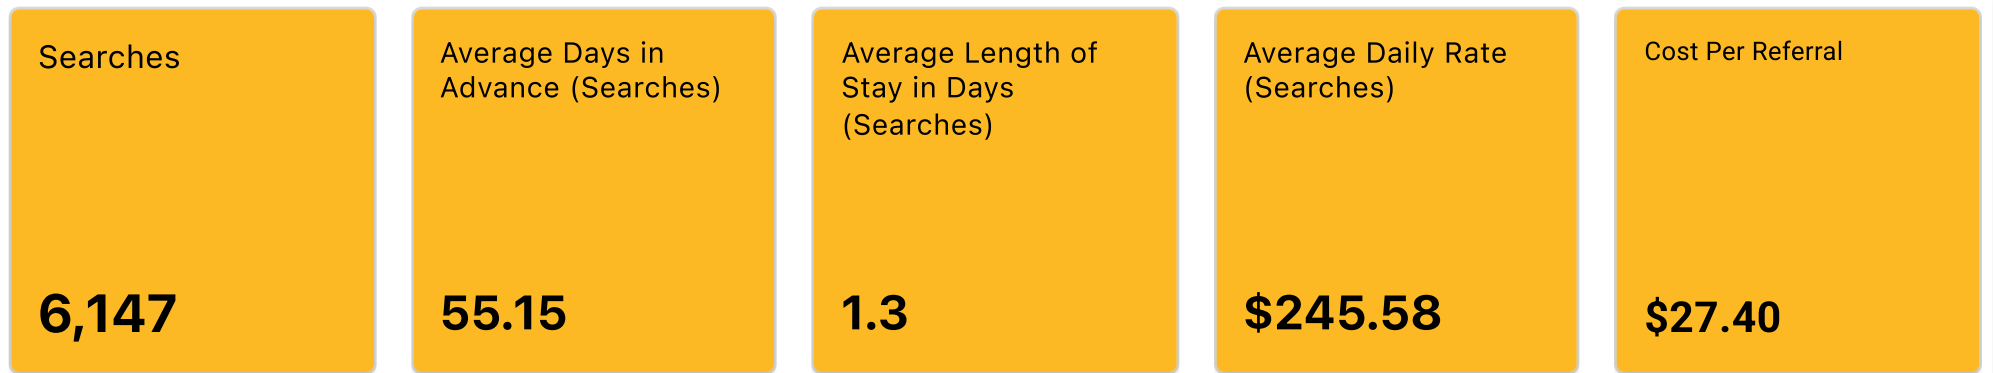 Searches
6,147
Average Days in
Advance (Searches)
55.15
Average Length of
Stay in Days
(Searches)
1.3
Average Daily Rate
(Searches)
$245.58
Cost Per Referral
$27.40